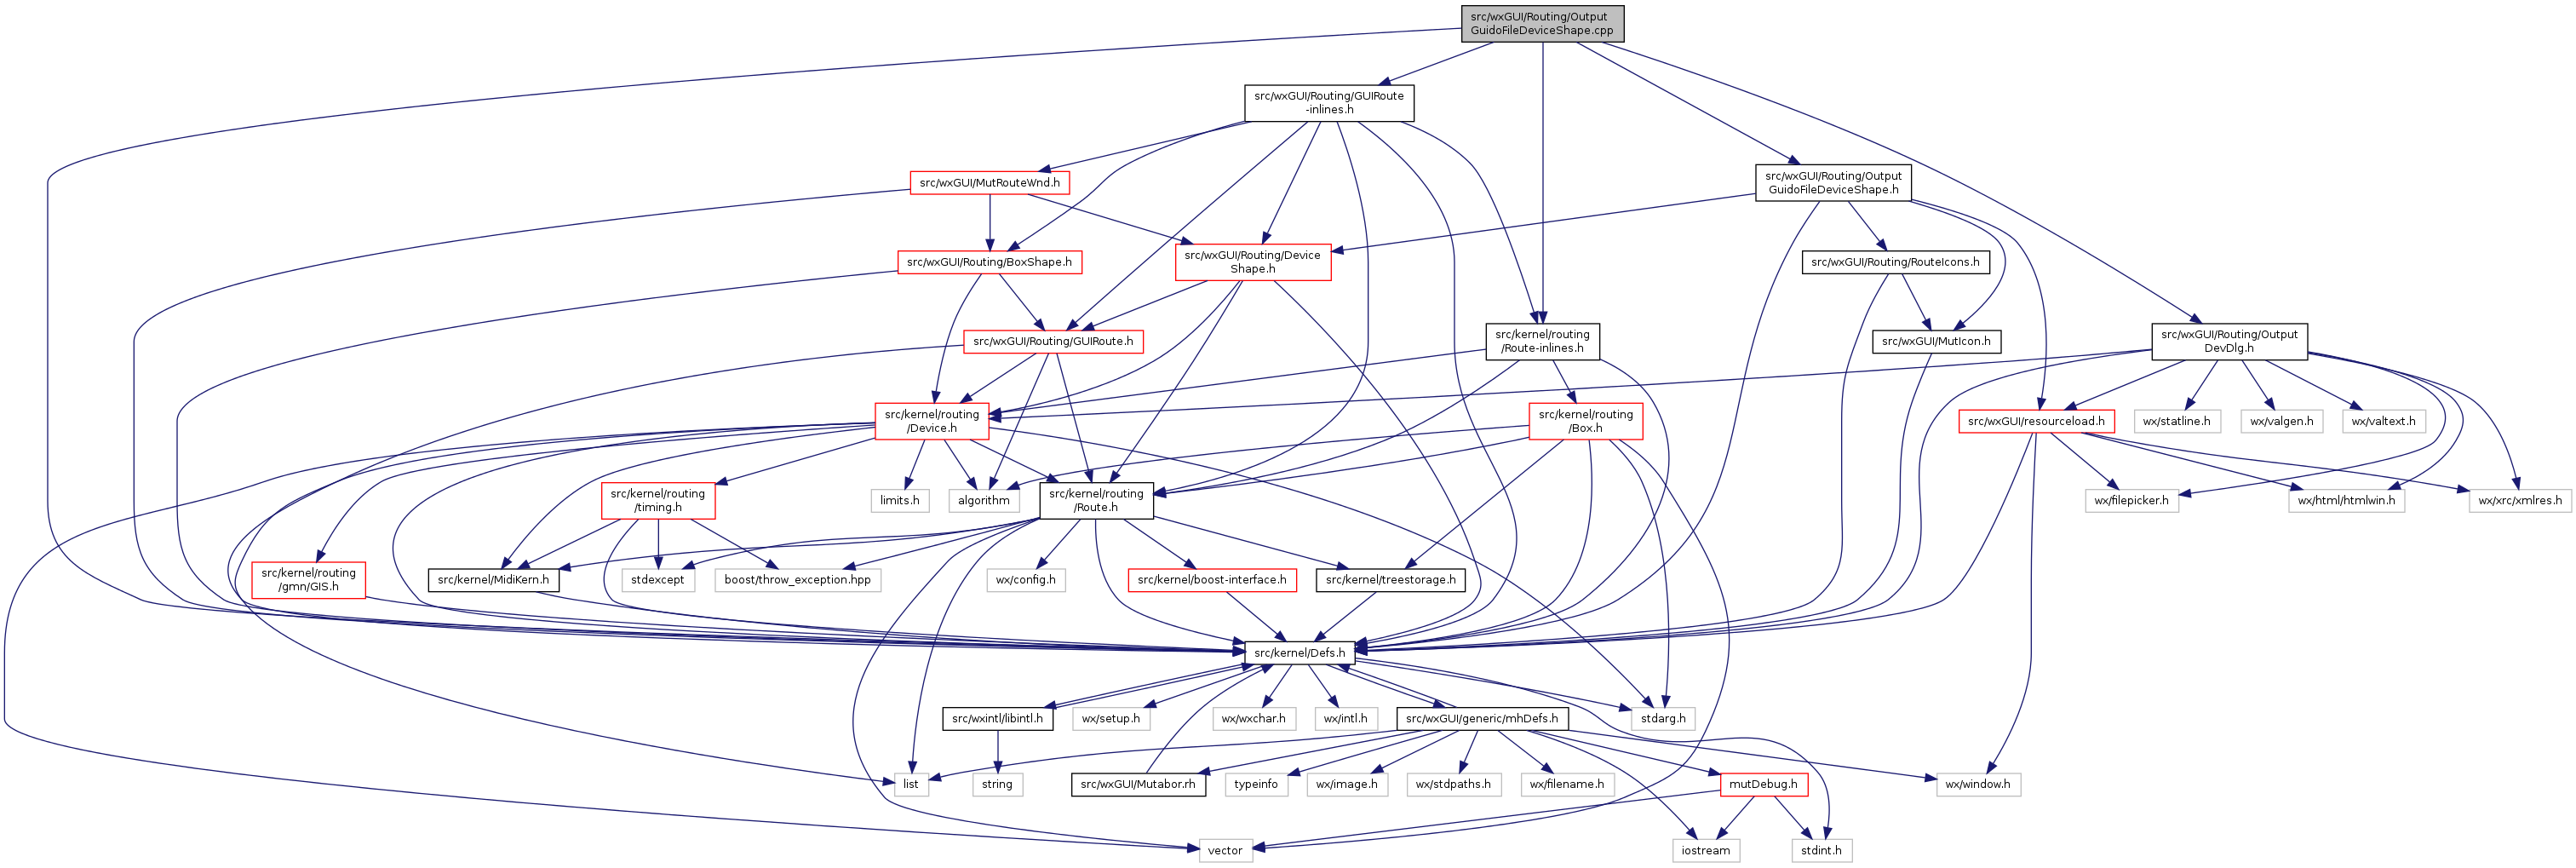 src/wxGUI/Routing/Output
GuidoFileDeviceShape.cpp
src/wxGUI/Routing/GUIRoute
-inlines.h
src/wxGUI/MutRouteWnd.h
src/wxGUI/Routing/Output
GuidoFileDeviceShape.h
src/wxGUI/Routing/BoxShape.h
src/wxGUI/Routing/Device
Shape.h
src/wxGUI/Routing/RouteIcons.h
src/wxGUI/Routing/GUIRoute.h
src/kernel/routing
/Route-inlines.h
src/wxGUI/MutIcon.h
src/wxGUI/Routing/Output
DevDlg.h
src/kernel/routing
/Device.h
src/kernel/routing
/Box.h
src/wxGUI/resourceload.h
wx/statline.h
wx/valgen.h
wx/valtext.h
src/kernel/routing
/timing.h
limits.h
algorithm
src/kernel/routing
/Route.h
wx/filepicker.h
wx/html/htmlwin.h
wx/xrc/xmlres.h
src/kernel/routing
/gmn/GIS.h
src/kernel/MidiKern.h
stdexcept
boost/throw_exception.hpp
wx/config.h
src/kernel/boost-interface.h
src/kernel/treestorage.h
src/kernel/Defs.h
src/wxintl/libintl.h
wx/setup.h
wx/wxchar.h
wx/intl.h
src/wxGUI/generic/mhDefs.h
stdarg.h
list
string
src/wxGUI/Mutabor.rh
typeinfo
wx/image.h
wx/stdpaths.h
wx/filename.h
mutDebug.h
wx/window.h
vector
iostream
stdint.h